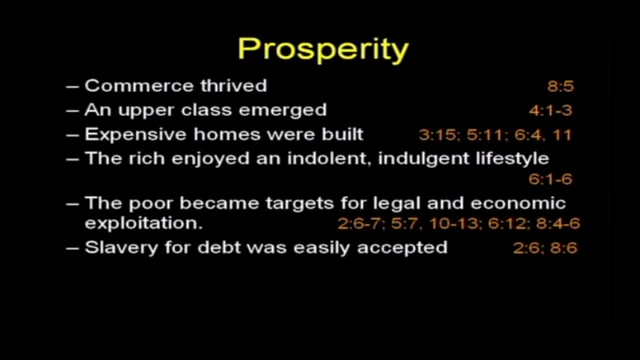 Prosperity
– Commerce thrived 8:5
– An upper class emerged 4:1-3
– Expensive homes were built 3:15; 5:11; 6:4, 11
– The rich enjoyed an indolent, indulgent lifestyle
6:1-6
– The poor became targets for legal and economic
exploitation. 2:6-7; 5:7, 10-13; 6:12; 8:4-6
– Slavery for debt was easily accepted 2:6; 8:6